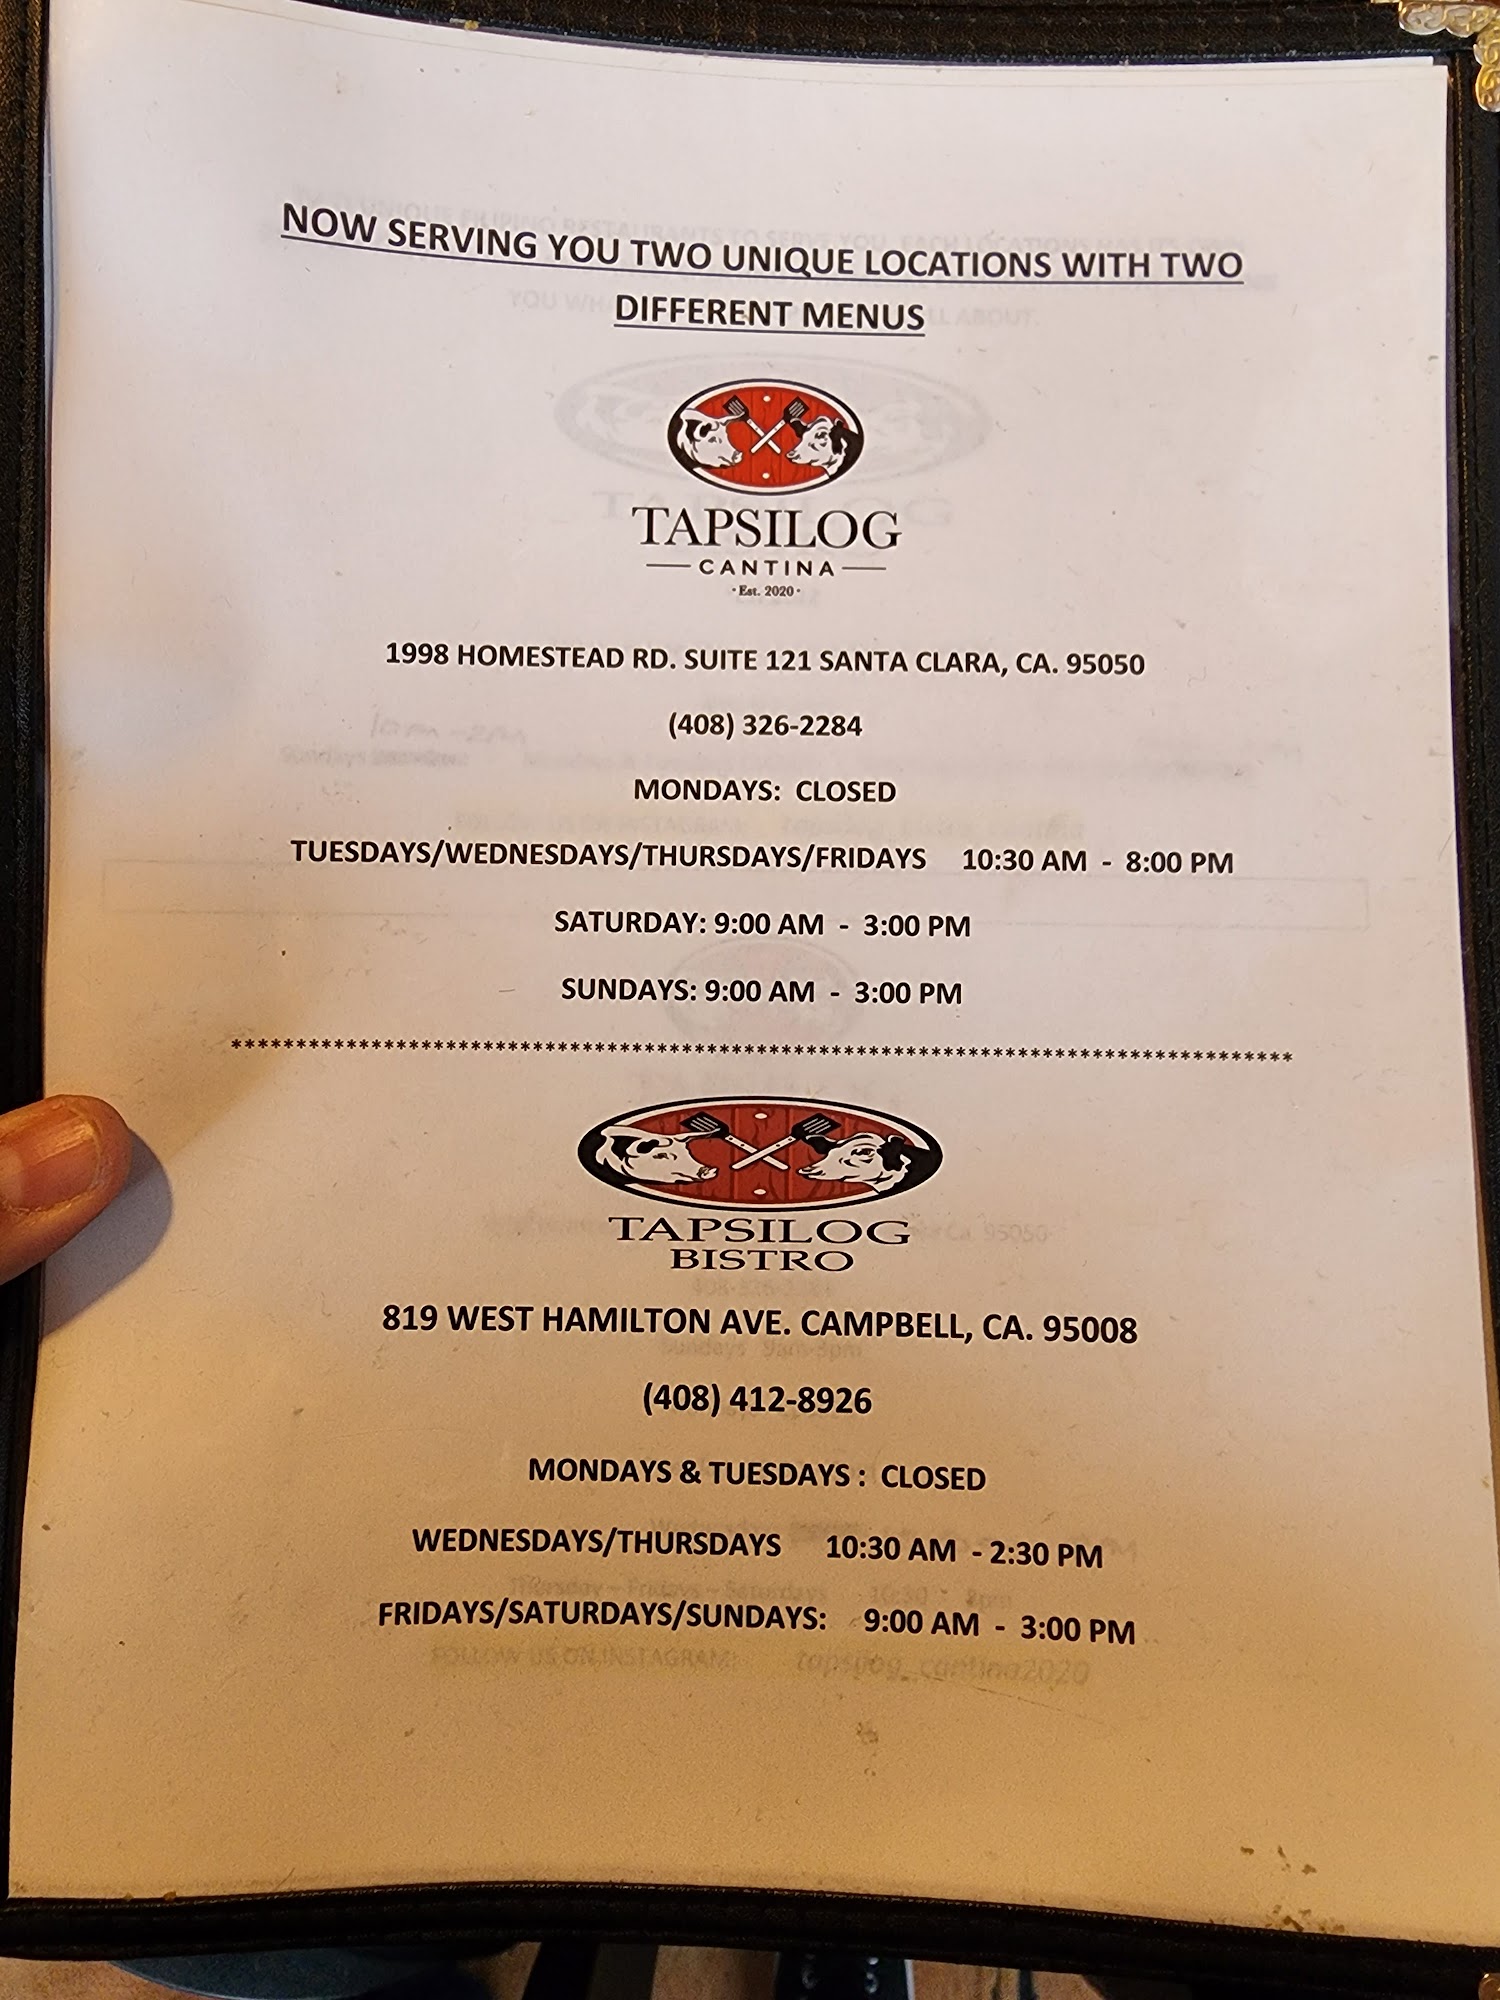 NOW SERVING YOU TWO UNIQUE LOCATIONS WITH TWO
DIFFERENT MENUS
TAPSILOG
CANTINA
· Est. 2020 ·
1998 HOMESTEAD RD. SUITE 121 SANTA CLARA, CA. 95050
(408) 326-2284
MONDAYS: CLOSED
TUESDAYS/WEDNESDAYS/THURSDAYS/FRIDAYS 10:30 AM - 8:00 PM
SATURDAY: 9:00 AM - 3:00 PM
SUNDAYS: 9:00 AM - 3:00 PM
*************************************************************************************
TAPSILOG
BISTRO
819 WEST HAMILTON AVE. CAMPBELL, CA. 95008
(408) 412-8926
MONDAYS & TUESDAYS : CLOSED
WEDNESDAYS/THURSDAYS 10:30 AM - 2:30 PM
FRIDAYS/SATURDAYS/SUNDAYS: 9:00 AM - 3:00 PM